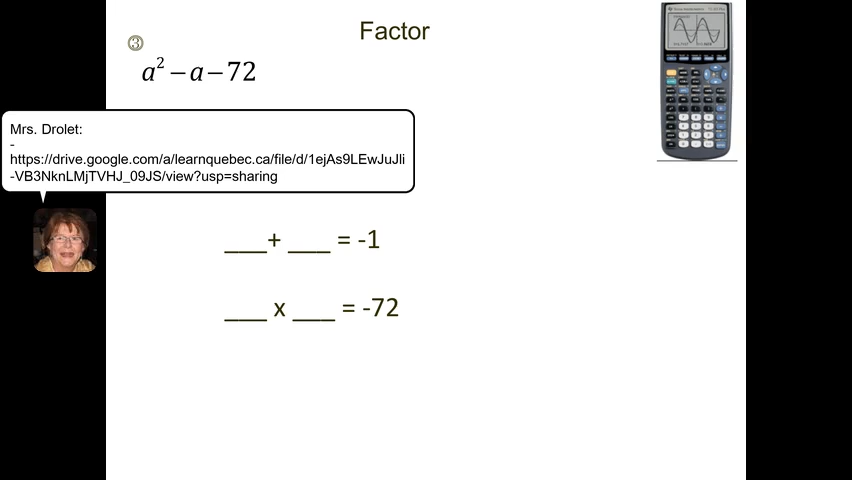 Factor
③
a² – a – 72
Mrs. Drolet:
-
https://drive.google.com/a/learnquebec.ca/file/d/1ejAs9LEwJuJli
-VB3NknLMjTVHJ_09JS/view?usp=sharing
___+ ___ = -1
___ x ___ = -72